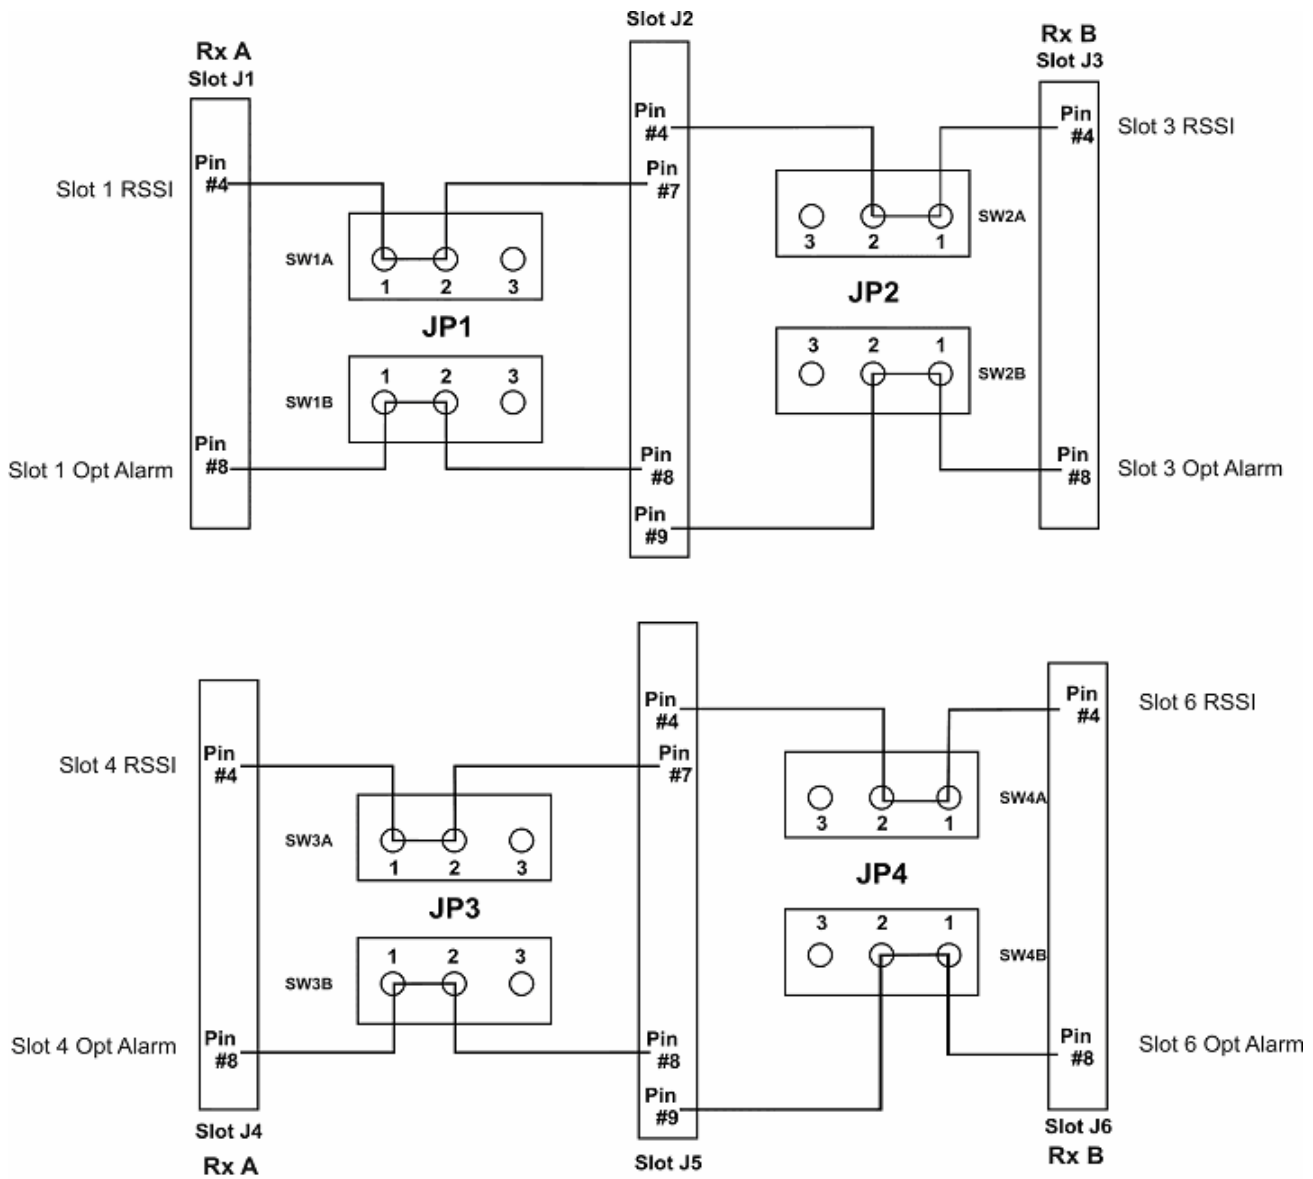 Slot J2
Rx A
Slot J1
Rx B
Slot J3
Pin
#4
Pin
#4
Slot 3 RSSI
Pin
#4
Slot 1 RSSI
Pin
#7
SW1A
1 2 3
SW2A
3 2 1
JP1
JP2
SW1B
1 2 3
3 2 1
SW2B
Pin
#8
Slot 1 Opt Alarm
Pin
#8
Pin
#8
Slot 3 Opt Alarm
Pin
#9
Pin
#4
Pin
#4
Slot 6 RSSI
Slot 4 RSSI
Pin
#4
Pin
#7
SW3A
1 2 3
SW4A
3 2 1
JP3
JP4
SW3B
1 2 3
3 2 1
SW4B
Slot 4 Opt Alarm
Pin
#8
Pin
#8
Pin
#8
Slot 6 Opt Alarm
Pin
#9
Slot J4
Rx A
Slot J5
Slot J6
Rx B